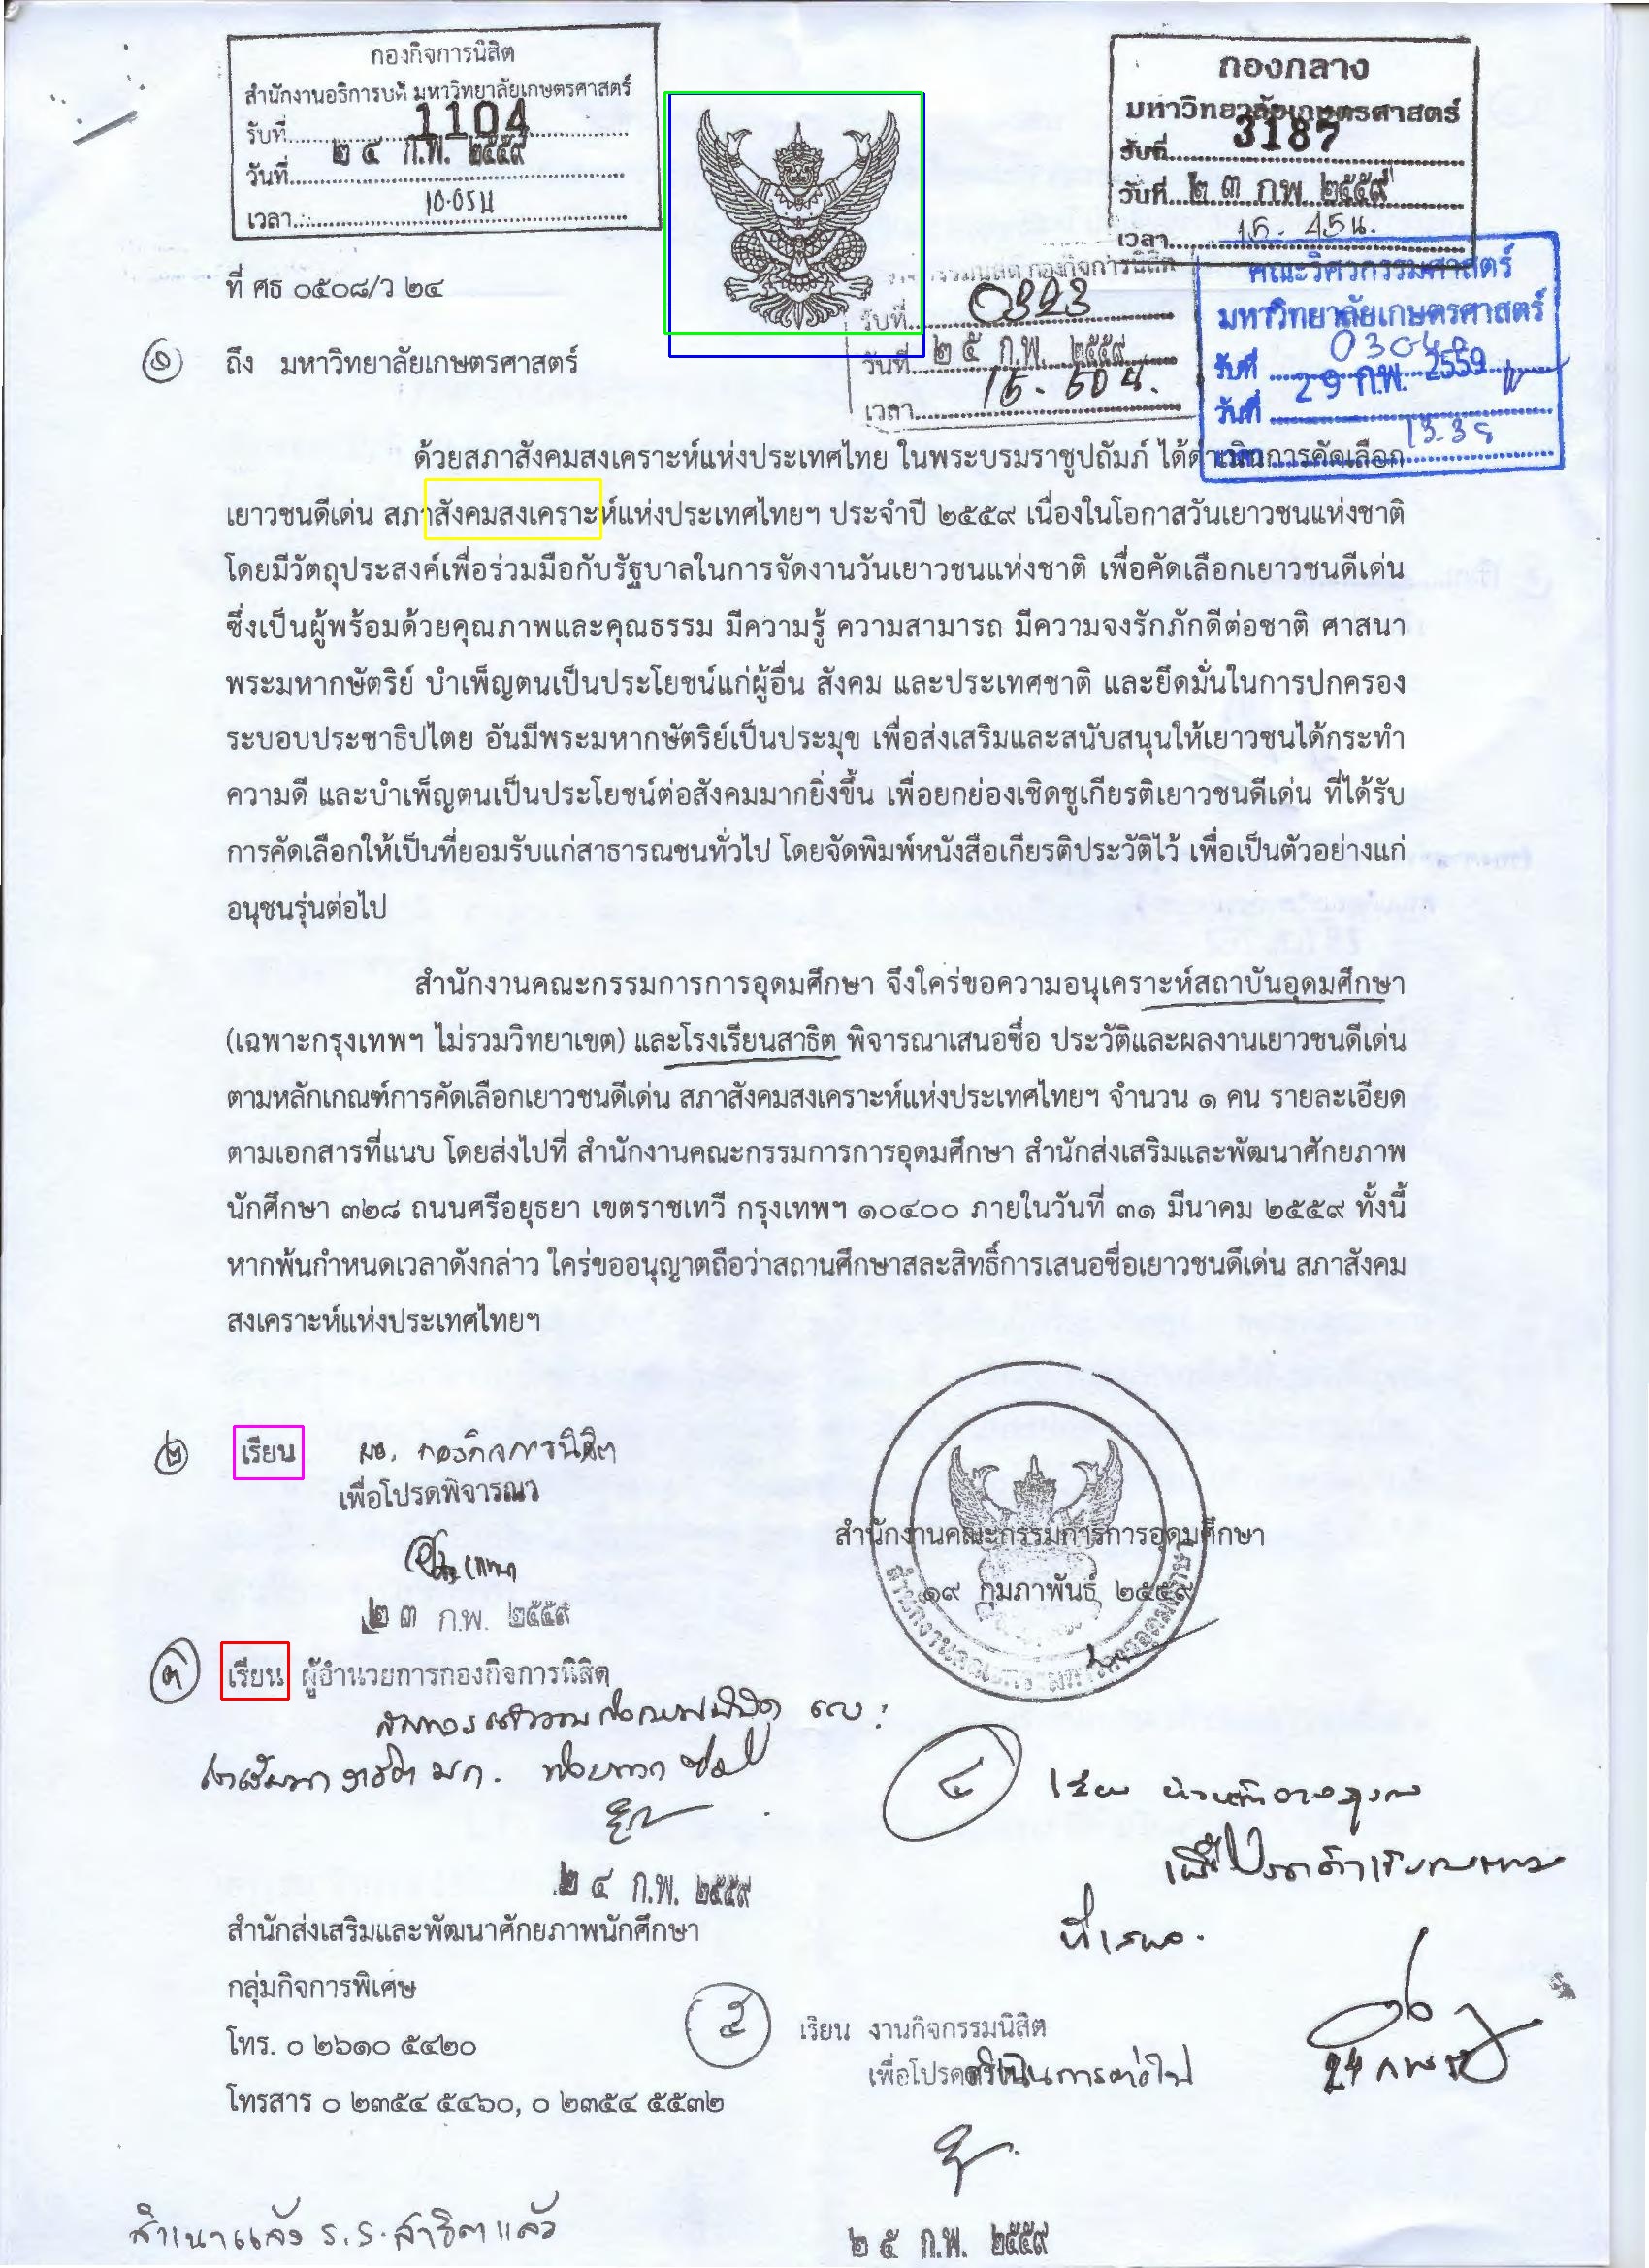 กองกิจการนิสิต
สำนักงานอธิการบดี มหาวิทยาลัยเกษตรศาสตร์
รับที่ 1104
วันที่ ๒๔ ก.พ. ๒๕๕๙
เวลา 10.05น
กองกลาง
มหาวิทยาลัยเกษตรศาสตร์
รับที่ 3187
วันที่ ๒๓ กพ ๒๕๕๙
เวลา 15.45น.
กองกิจการนิสิต
รับที่ 0323
วันที่ ๒๕ ก.พ. ๒๕๕๙
เวลา 15.50น.
คณะวิศวกรรมศาสตร์
มหาวิทยาลัยเกษตรศาสตร์
รับที่
วันที่ 29 ก.พ. 2559
ที่ ศธ ๐๕๐๘/ว ๒๔
๑ ถึง มหาวิทยาลัยเกษตรศาสตร์
ด้วยสภาสังคมสงเคราะห์แห่งประเทศไทย ในพระบรมราชูปถัมภ์ ได้ดำเนินการคัดเลือก
เยาวชนดีเด่น สภาสังคมสงเคราะห์แห่งประเทศไทยฯ ประจำปี ๒๕๕๙ เนื่องในโอกาสวันเยาวชนแห่งชาติ
โดยมีวัตถุประสงค์เพื่อร่วมมือกับรัฐบาลในการจัดงานวันเยาวชนแห่งชาติ เพื่อคัดเลือกเยาวชนดีเด่น
ซึ่งเป็นผู้พร้อมด้วยคุณภาพและคุณธรรม มีความรู้ ความสามารถ มีความจงรักภักดีต่อชาติ ศาสนา
พระมหากษัตริย์ บำเพ็ญตนเป็นประโยชน์แก่ผู้อื่น สังคม และประเทศชาติ และยึดมั่นในการปกครอง
ระบอบประชาธิปไตย อันมีพระมหากษัตริย์เป็นประมุข เพื่อส่งเสริมและสนับสนุนให้เยาวชนได้กระทำ
ความดี และบำเพ็ญตนเป็นประโยชน์ต่อสังคมมากยิ่งขึ้น เพื่อยกย่องเชิดชูเกียรติเยาวชนดีเด่น ที่ได้รับ
การคัดเลือกให้เป็นที่ยอมรับแก่สาธารณชนทั่วไป โดยจัดพิมพ์หนังสือเกียรติประวัติไว้ เพื่อเป็นตัวอย่างแก่
อนุชนรุ่นต่อไป
สำนักงานคณะกรรมการการอุดมศึกษา จึงใคร่ขอความอนุเคราะห์สถาบันอุดมศึกษา
(เฉพาะกรุงเทพฯ ไม่รวมวิทยาเขต) และโรงเรียนสาธิต พิจารณาเสนอชื่อ ประวัติและผลงานเยาวชนดีเด่น
ตามหลักเกณฑ์การคัดเลือกเยาวชนดีเด่น สภาสังคมสงเคราะห์แห่งประเทศไทยฯ จำนวน ๑ คน รายละเอียด
ตามเอกสารที่แนบ โดยส่งไปที่ สำนักงานคณะกรรมการการอุดมศึกษา สำนักส่งเสริมและพัฒนาศักยภาพ
นักศึกษา ๓๒๘ ถนนศรีอยุธยา เขตราชเทวี กรุงเทพฯ ๑๐๔๐๐ ภายในวันที่ ๓๑ มีนาคม ๒๕๕๙ ทั้งนี้
หากพ้นกำหนดเวลาดังกล่าว ใคร่ขออนุญาตถือว่าสถานศึกษาสละสิทธิ์การเสนอชื่อเยาวชนดีเด่น สภาสังคม
สงเคราะห์แห่งประเทศไทยฯ
๒ เรียน ผอ. กองกิจการนิสิต
เพื่อโปรดพิจารณา
๒๓ ก.พ. ๒๕๕๙
สำนักงานคณะกรรมการการอุดมศึกษา
๑๙ กุมภาพันธ์ ๒๕๕๙
๓ เรียน ผู้อำนวยการกองกิจการนิสิต
๒๔ ก.พ. ๒๕๕๙
๔ เรียน
ที่เสนอ.
สำนักส่งเสริมและพัฒนาศักยภาพนักศึกษา
กลุ่มกิจการพิเศษ
โทร. ๐ ๒๖๑๐ ๕๔๒๐
โทรสาร ๐ ๒๓๕๔ ๕๔๖๐, ๐ ๒๓๕๔ ๕๕๓๒
๕ เรียน งานกิจกรรมนิสิต
เพื่อโปรดดำเนินการต่อไป
๒๕ ก.พ. ๒๕๕๙
สำเนาแจ้ง ร.ร.สาธิตแล้ว